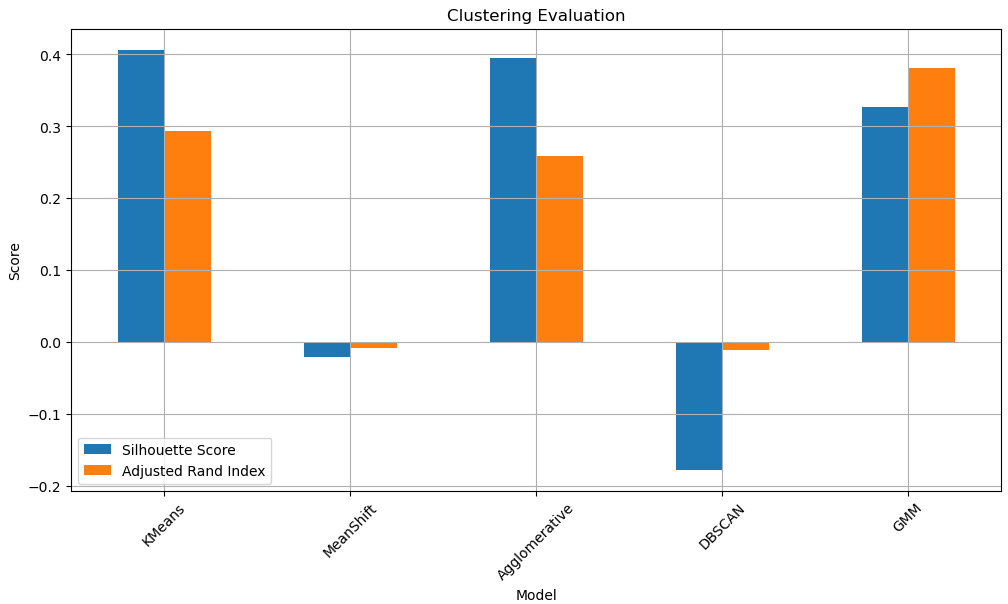 Clustering Evaluation
Score
0.4
0.3
0.2
0.1
0.0
−0.1
−0.2
Silhouette Score
Adjusted Rand Index
KMeans
MeanShift
Agglomerative
DBSCAN
GMM
Model